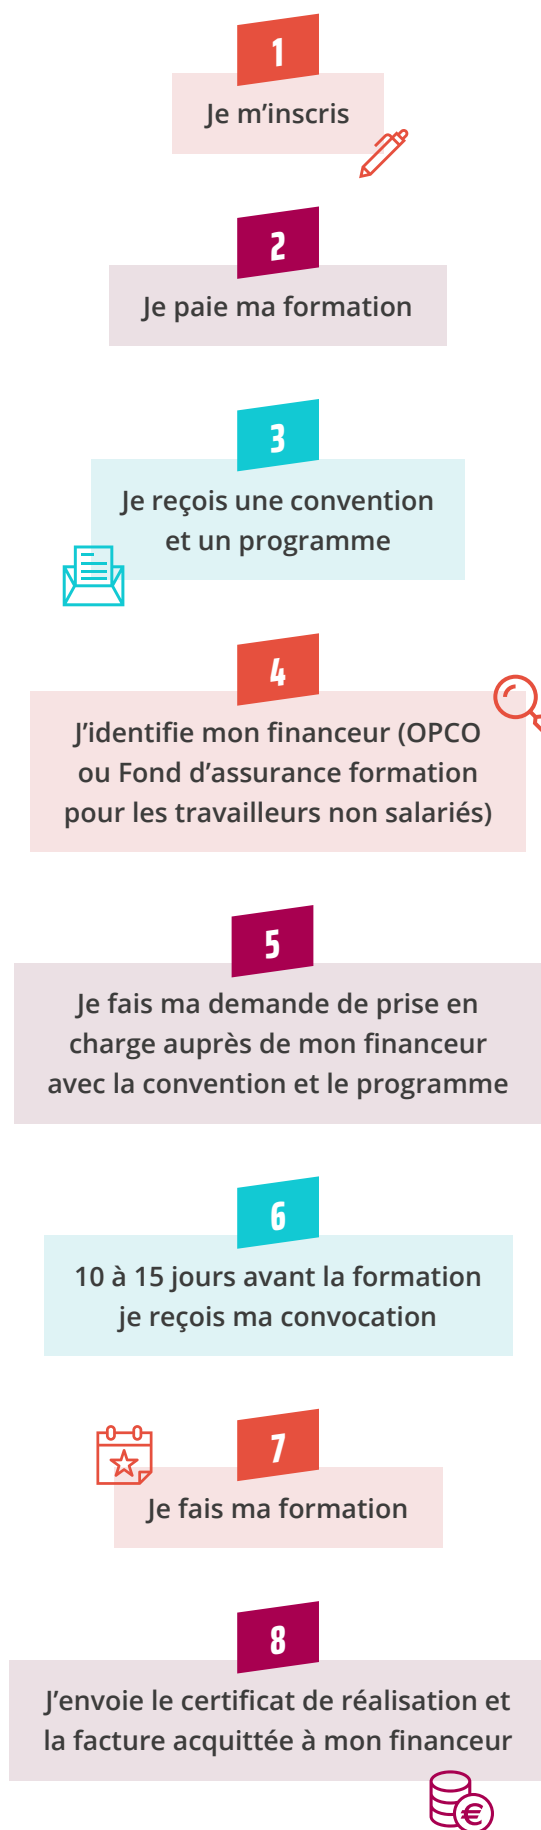 1
Je m’inscris
2
Je paie ma formation
3
Je reçois une convention
et un programme
4
J’identifie mon financeur (OPCO
ou Fond d’assurance formation
pour les travailleurs non salariés)
5
Je fais ma demande de prise en
charge auprès de mon financeur
avec la convention et le programme
6
10 à 15 jours avant la formation
je reçois ma convocation
7
Je fais ma formation
8
J’envoie le certificat de réalisation et
la facture acquittée à mon financeur
€